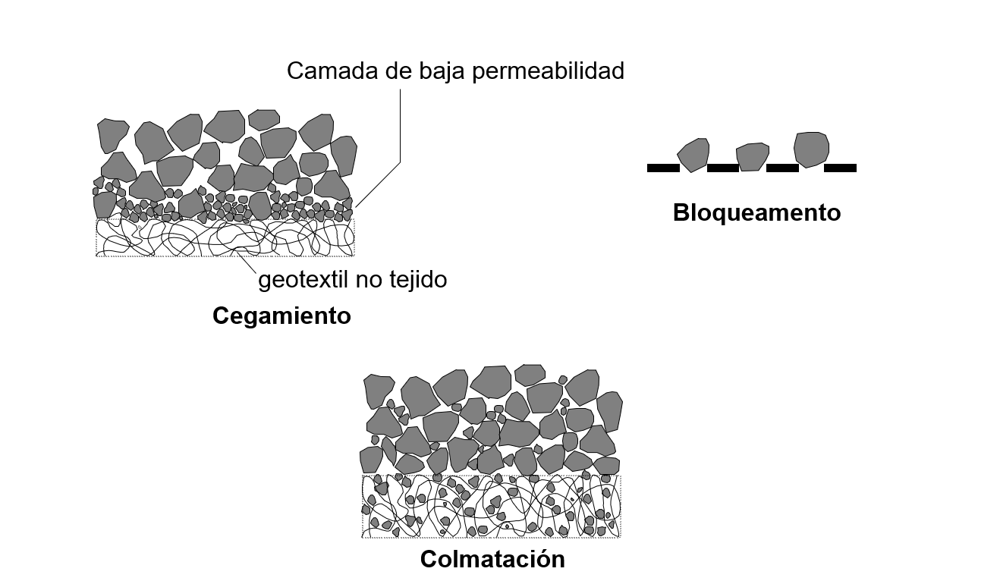 Camada de baja permeabilidad
Bloqueamento
geotextil no tejido
Cegamiento
Colmatación